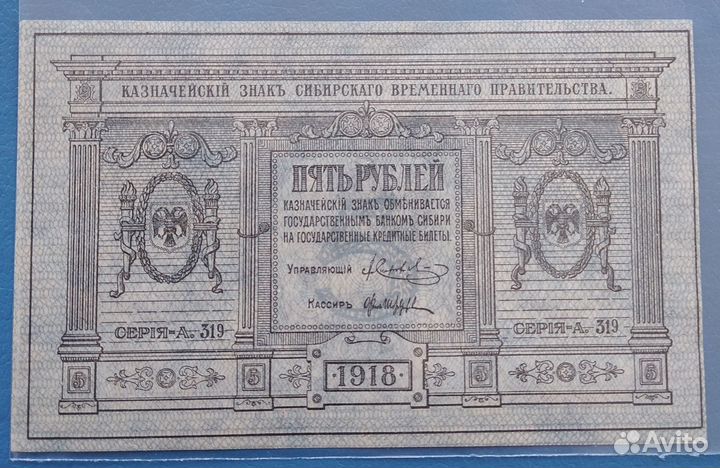 КАЗНАЧЕЙСКІЙ ЗНАКЪ СИБИРСКАГО ВРЕМЕННАГО ПРАВИТЕЛЬСТВА.
ПЯТЬ РУБЛЕЙ
КАЗНАЧЕЙСКІЙ ЗНАКЪ ОБМѢНИВАЕТСЯ
ГОСУДАРСТВЕННЫМЪ БАНКОМЪ СИБИРИ
НА ГОСУДАРСТВЕННЫЕ КРЕДИТНЫЕ БИЛЕТЫ.
УПРАВЛЯЮЩІЙ
КАССИРЪ
СЕРІЯ-А. 319 СЕРІЯ-А. 319
5 5 ·1918· 5 5
Avito